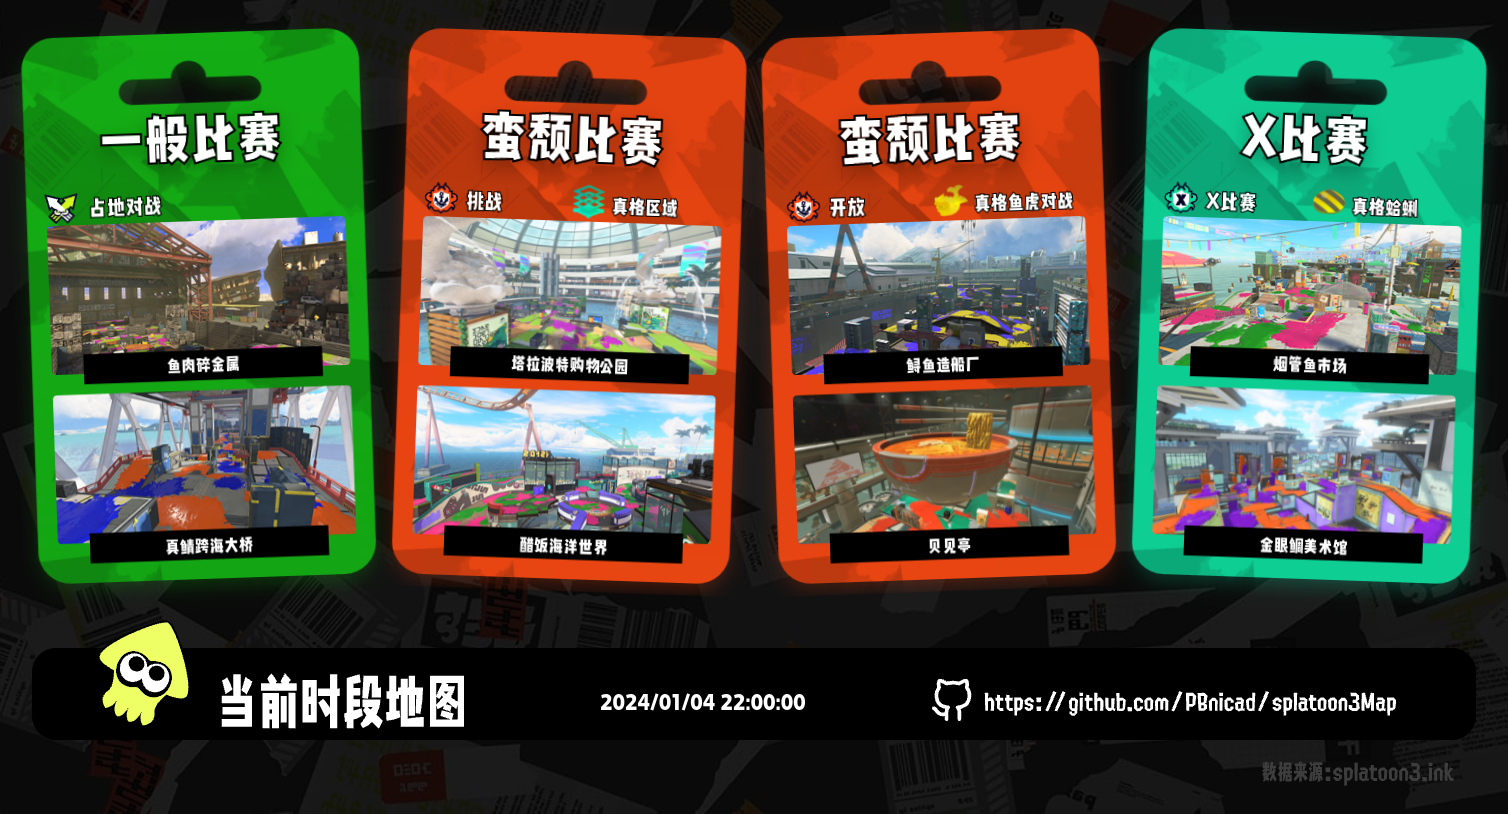 一般比赛
占地对战
鱼肉碎金属
真鲭跨海大桥
蛮颓比赛
挑战
真格区域
塔拉波特购物公园
醋饭海洋世界
蛮颓比赛
开放
真格鱼虎对战
鲟鱼造船厂
贝贝亭
X比赛
X比赛
真格蛤蜊
烟管鱼市场
金眼鲷美术馆
当前时段地图
2024/01/04 22:00:00
https://github.com/PBnicad/splatoon3Map
数据来源:splatoon3.ink